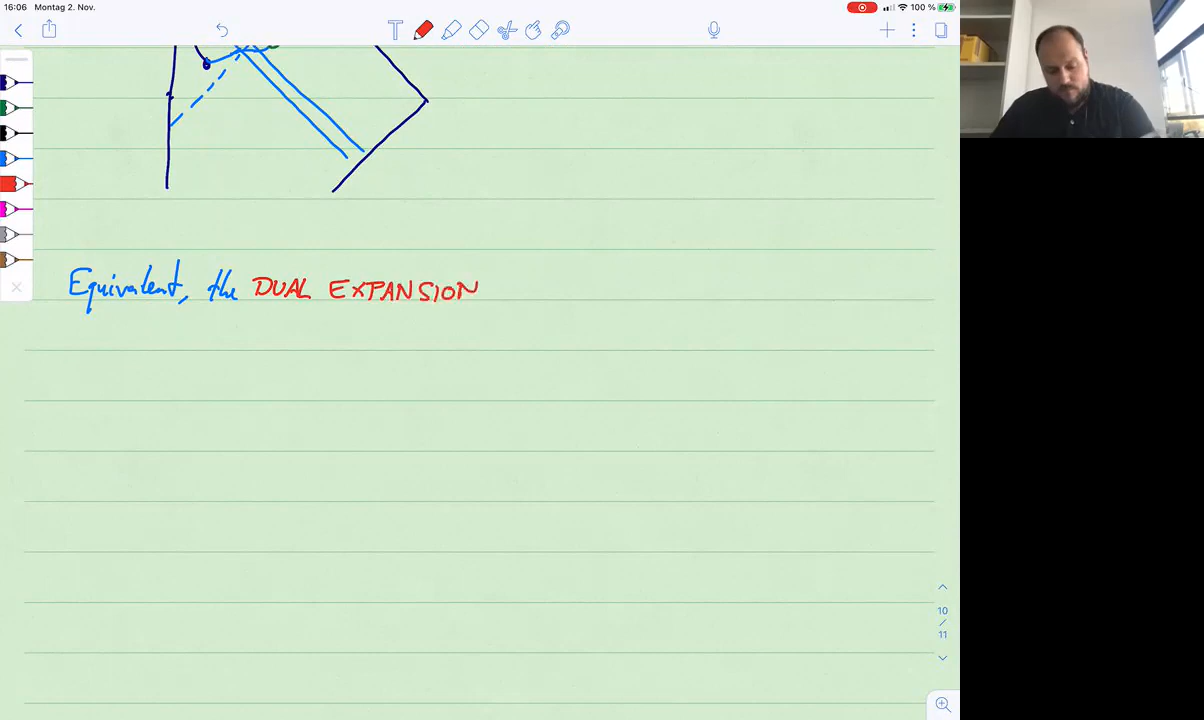 16:06 Montag 2. Nov. 100 %
T
Equivalent, the DUAL EXPANSION
10
/
11